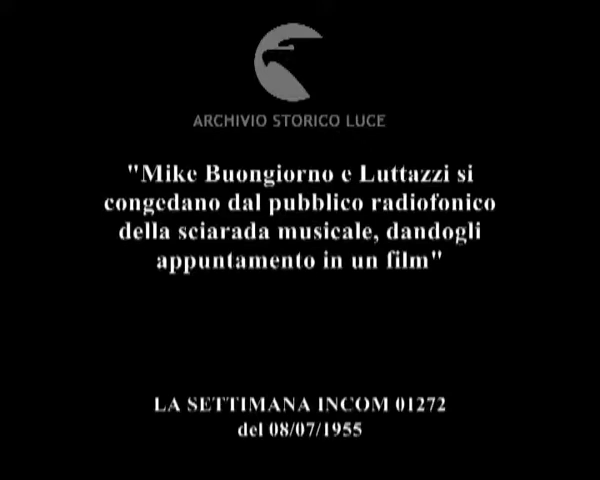 ARCHIVIO STORICO LUCE
"Mike Buongiorno e Luttazzi si
congedano dal pubblico radiofonico
della sciarada musicale, dandogli
appuntamento in un film"
LA SETTIMANA INCOM 01272
del 08/07/1955